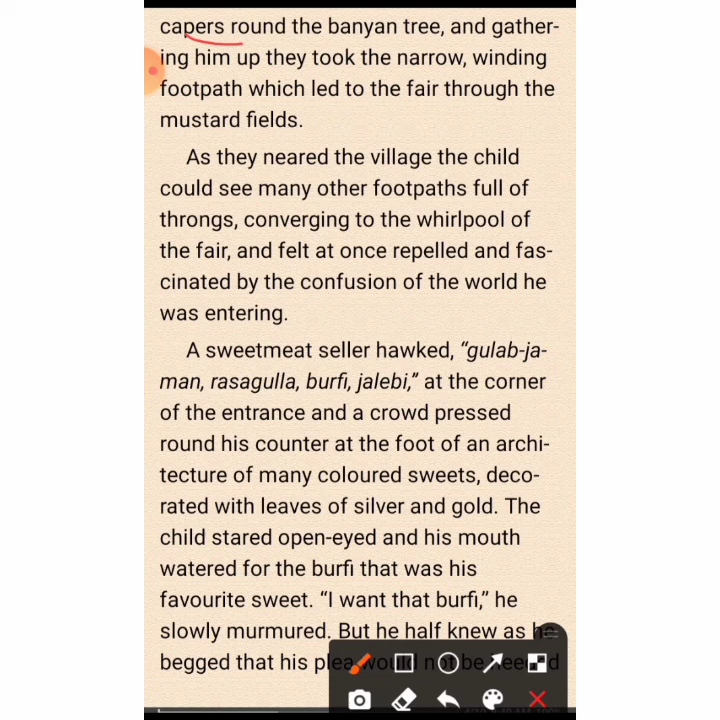 capers round the banyan tree, and gather-
ing him up they took the narrow, winding
footpath which led to the fair through the
mustard fields.
As they neared the village the child
could see many other footpaths full of
throngs, converging to the whirlpool of
the fair, and felt at once repelled and fas-
cinated by the confusion of the world he
was entering.
A sweetmeat seller hawked, “gulab-ja-
man, rasagulla, burfi, jalebi,” at the corner
of the entrance and a crowd pressed
round his counter at the foot of an archi-
tecture of many coloured sweets, deco-
rated with leaves of silver and gold. The
child stared open-eyed and his mouth
watered for the burfi that was his
favourite sweet. “I want that burfi,” he
slowly murmured. But he half knew as he
begged that his plea would not be